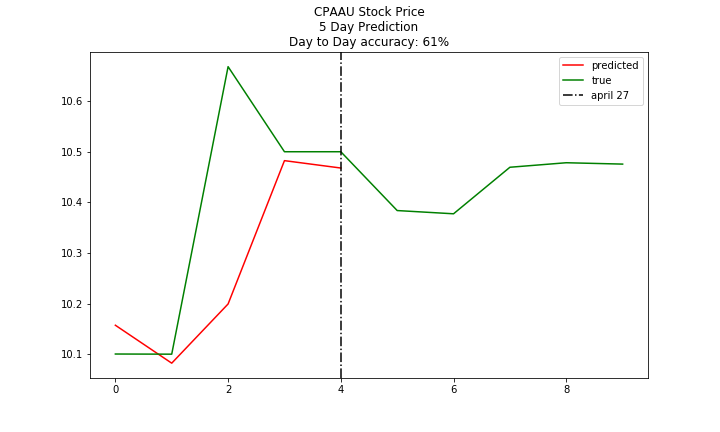 CPAAU Stock Price
5 Day Prediction
Day to Day accuracy: 61%
predicted
true
april 27
10.6
10.5
10.4
10.3
10.2
10.1
0 2 4 6 8